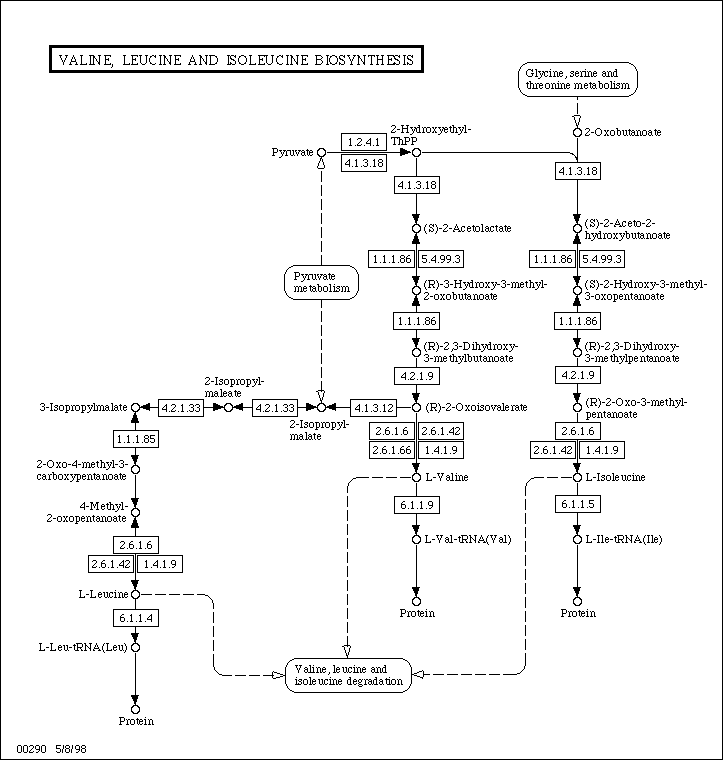 VALINE, LEUCINE AND ISOLEUCINE BIOSYNTHESIS
Glycine, serine and
threonine metabolism
2-Hydroxyethyl-
ThPP
2-Oxobutanoate
Pyruvate
1.2.4.1
4.1.3.18
4.1.3.18
4.1.3.18
(S)-2-Acetolactate
(S)-2-Aceto-2-
hydroxybutanoate
1.1.1.86
5.4.99.3
1.1.1.86
5.4.99.3
Pyruvate
metabolism
(R)-3-Hydroxy-3-methyl-
2-oxobutanoate
(S)-2-Hydroxy-3-methyl-
3-oxopentanoate
1.1.1.86
1.1.1.86
(R)-2,3-Dihydroxy-
3-methylbutanoate
(R)-2,3-Dihydroxy-
3-methylpentanoate
4.2.1.9
4.2.1.9
2-Isopropyl-
maleate
3-Isopropylmalate
4.2.1.33
4.2.1.33
2-Isopropyl-
malate
4.1.3.12
(R)-2-Oxoisovalerate
(R)-2-Oxo-3-methyl-
pentanoate
2.6.1.6
2.6.1.42
2.6.1.66
1.4.1.9
2.6.1.6
2.6.1.42
1.4.1.9
1.1.1.85
2-Oxo-4-methyl-3-
carboxypentanoate
L-Valine
L-Isoleucine
4-Methyl-
2-oxopentanoate
6.1.1.9
6.1.1.5
2.6.1.6
2.6.1.42
1.4.1.9
L-Val-tRNA(Val)
L-Ile-tRNA(Ile)
L-Leucine
6.1.1.4
Protein
Protein
L-Leu-tRNA(Leu)
Valine, leucine and
isoleucine degradation
Protein
00290 5/8/98